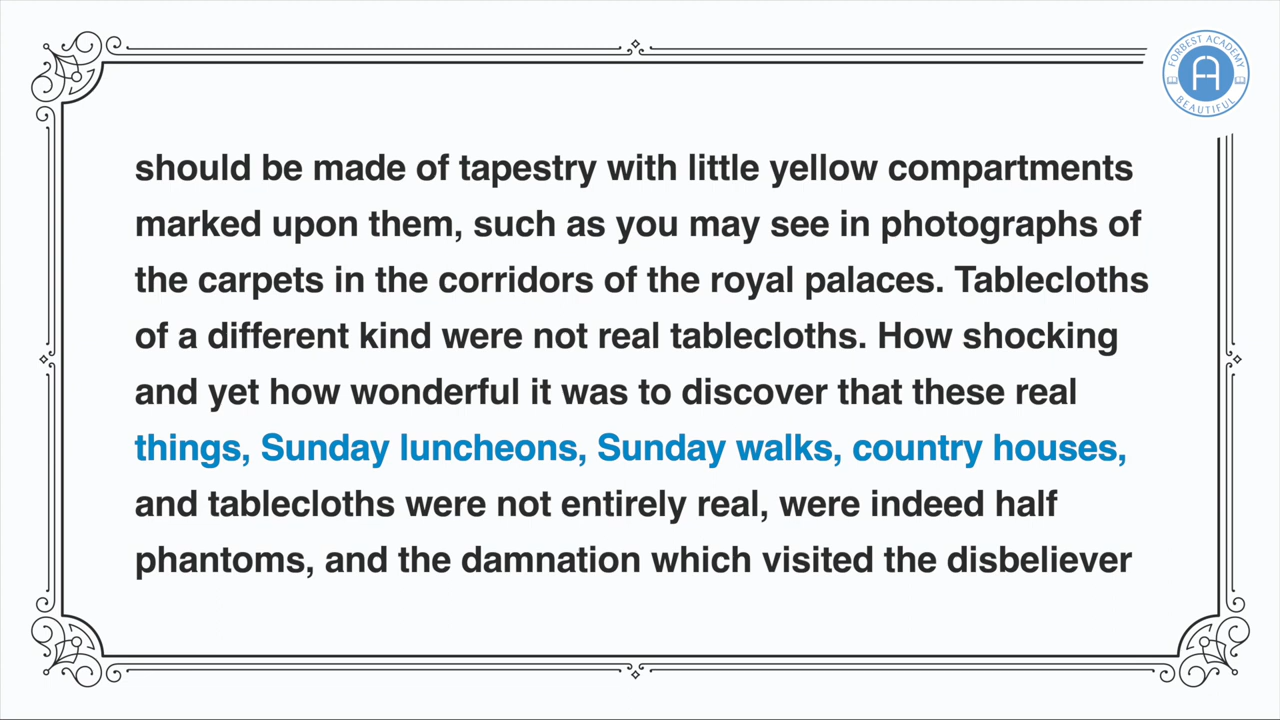 FORBEST ACADEMY
A
BEAUTIFUL
should be made of tapestry with little yellow compartments
marked upon them, such as you may see in photographs of
the carpets in the corridors of the royal palaces. Tablecloths
of a different kind were not real tablecloths. How shocking
and yet how wonderful it was to discover that these real
things, Sunday luncheons, Sunday walks, country houses,
and tablecloths were not entirely real, were indeed half
phantoms, and the damnation which visited the disbeliever